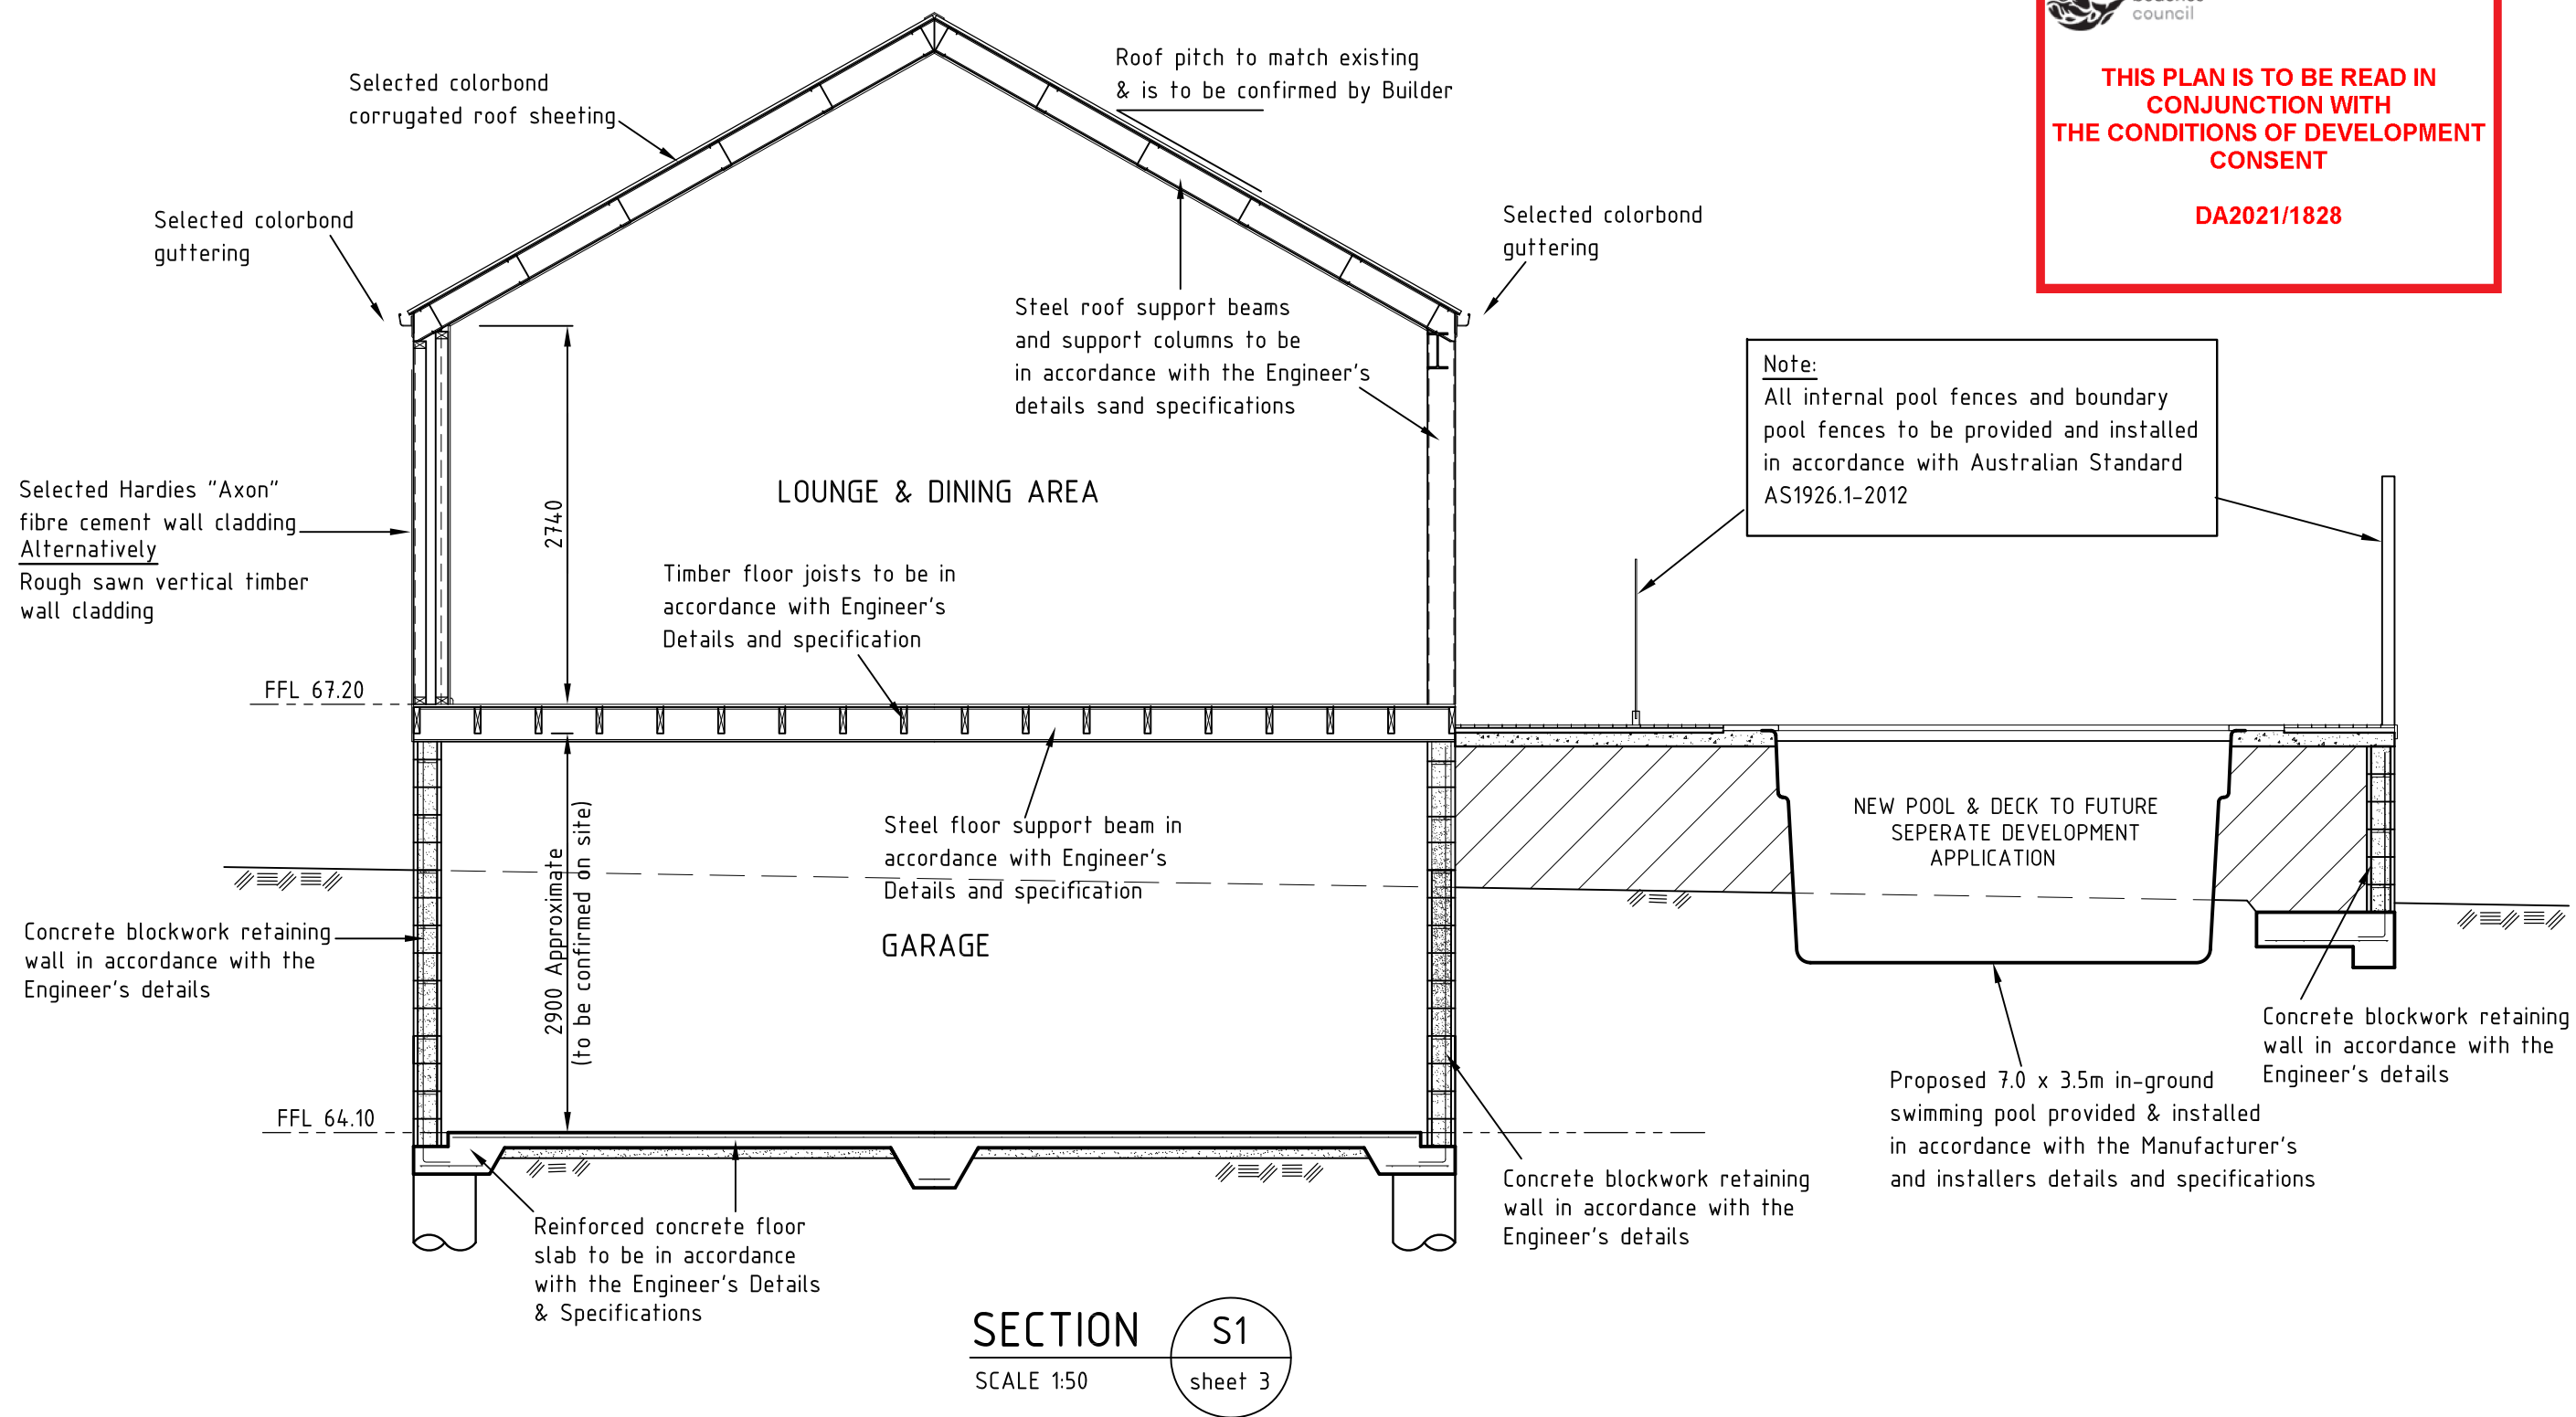 council
THIS PLAN IS TO BE READ IN
CONJUNCTION WITH
THE CONDITIONS OF DEVELOPMENT
CONSENT
DA2021/1828
Selected colorbond
corrugated roof sheeting
Roof pitch to match existing
& is to be confirmed by Builder
Selected colorbond
guttering
Selected colorbond
guttering
Steel roof support beams
and support columns to be
in accordance with the Engineer's
details sand specifications
Note:
All internal pool fences and boundary
pool fences to be provided and installed
in accordance with Australian Standard
AS1926.1-2012
Selected Hardies "Axon"
fibre cement wall cladding
Alternatively
Rough sawn vertical timber
wall cladding
2740
LOUNGE & DINING AREA
Timber floor joists to be in
accordance with Engineer's
Details and specification
FFL 67.20
Steel floor support beam in
accordance with Engineer's
Details and specification
NEW POOL & DECK TO FUTURE
SEPERATE DEVELOPMENT
APPLICATION
2900 Approximate
(to be confirmed on site)
GARAGE
Concrete blockwork retaining
wall in accordance with the
Engineer's details
Concrete blockwork retaining
wall in accordance with the
Engineer's details
Proposed 7.0 x 3.5m in-ground
swimming pool provided & installed
in accordance with the Manufacturer's
and installers details and specifications
FFL 64.10
Concrete blockwork retaining
wall in accordance with the
Engineer's details
Reinforced concrete floor
slab to be in accordance
with the Engineer's Details
& Specifications
SECTION
S1
SCALE 1:50
sheet 3